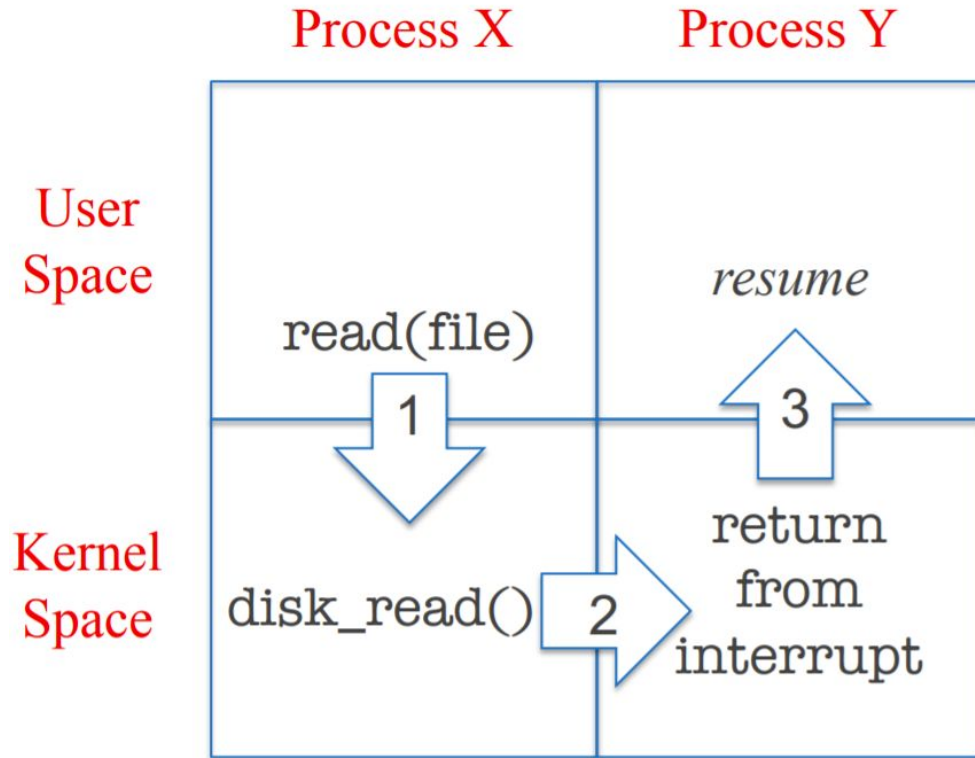 Process X
Process Y
User
Space
read(file)
resume
1
3
Kernel
Space
disk_read()
2
return
from
interrupt